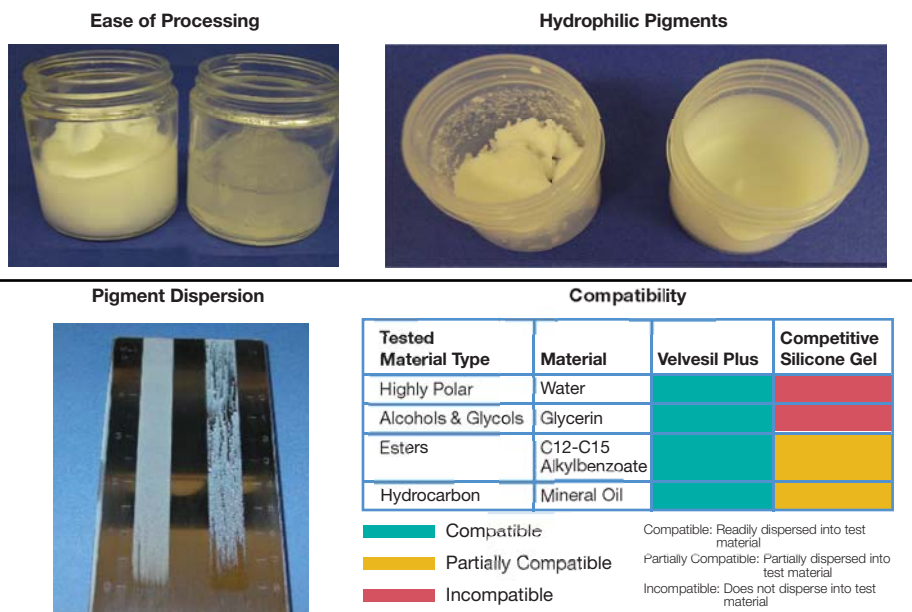 Ease of Processing
Hydrophilic Pigments
Pigment Dispersion
Compatibility
Tested
Material Type
Material
Velvesil Plus
Competitive
Silicone Gel
Highly Polar
Water
Alcohols & Glycols
Glycerin
Esters
C12-C15
Alkylbenzoate
Hydrocarbon
Mineral Oil
Compatible
Compatible: Readily dispersed into test
material
Partially Compatible
Partially Compatible: Partially dispersed into
test material
Incompatible
Incompatible: Does not disperse into test
material